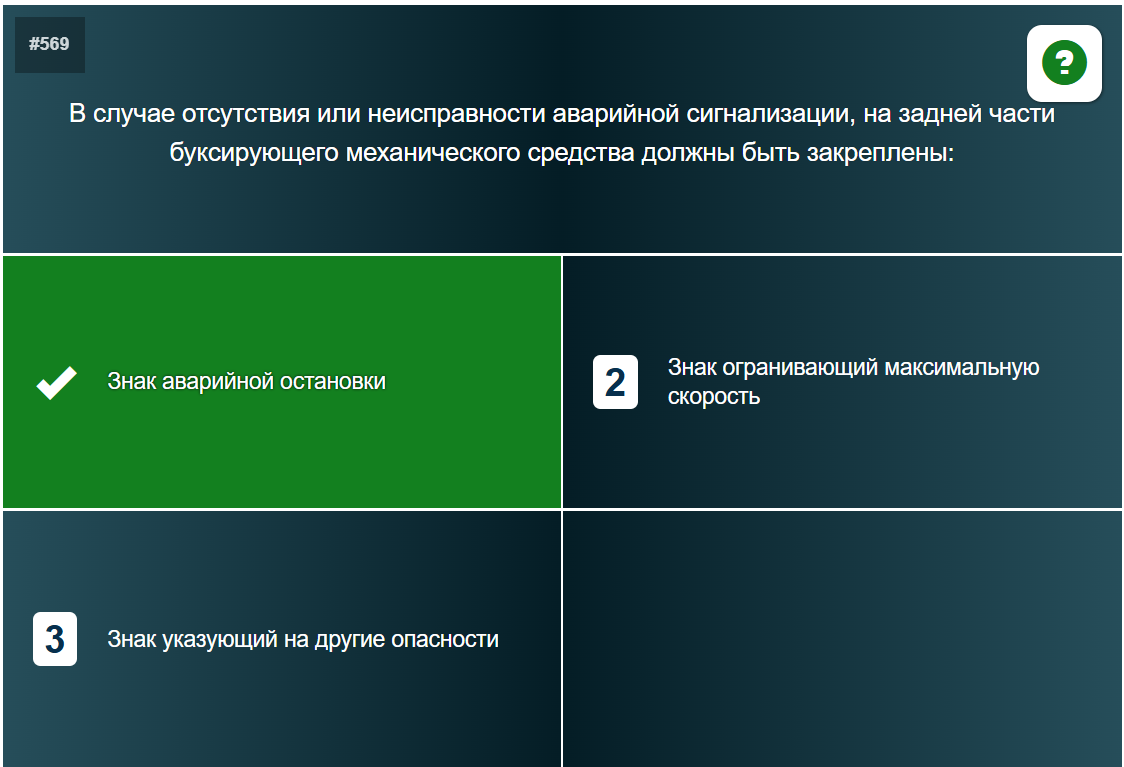 #569
?
В случае отсутствия или неисправности аварийной сигнализации, на задней части
буксирующего механического средства должны быть закреплены:
Знак аварийной остановки
2
Знак огранивающий максимальную
скорость
3
Знак указующий на другие опасности